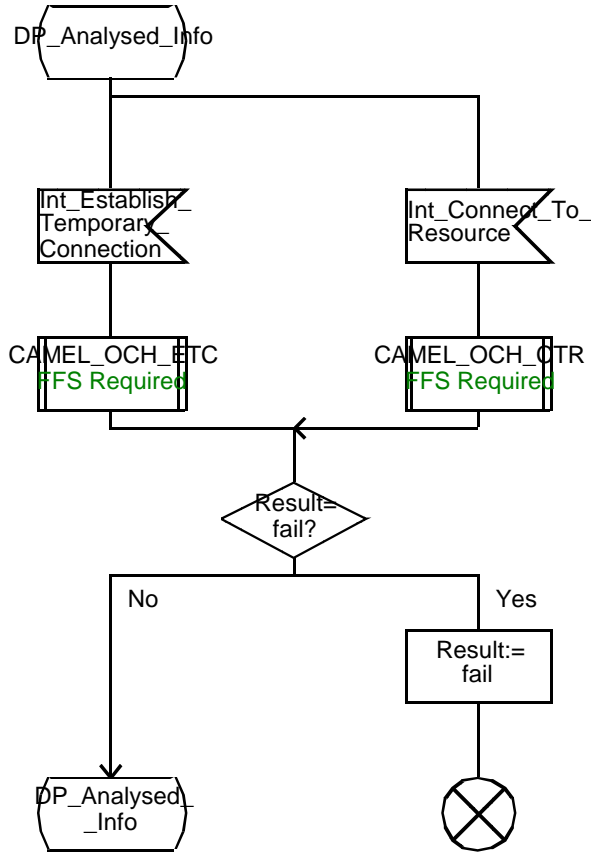 DP_Analysed_Info
Int_Establish_
Temporary_
Connection
Int_Connect_To_
Resource
CAMEL_OCH_ETC
FFS Required
CAMEL_OCH_CTR
FFS Required
Result=
fail?
No
Yes
Result:=
fail
DP_Analysed_
_Info